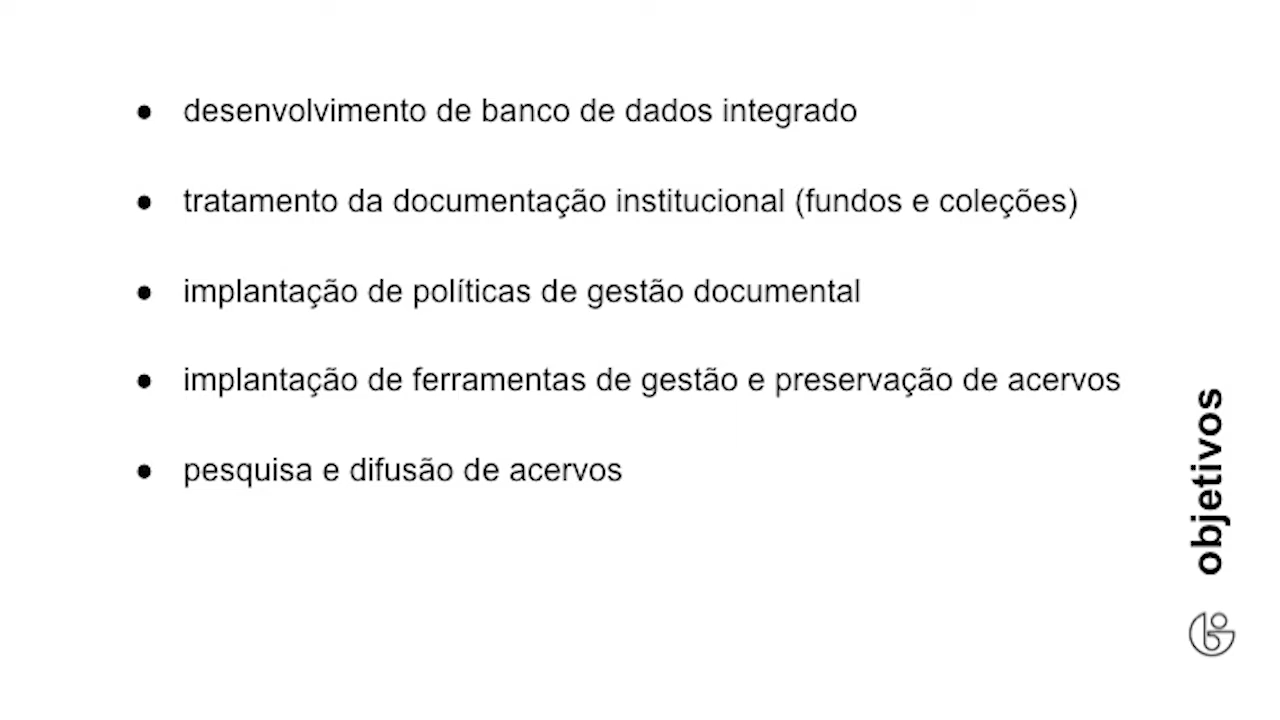 ● desenvolvimento de banco de dados integrado
● tratamento da documentação institucional (fundos e coleções)
● implantação de políticas de gestão documental
● implantação de ferramentas de gestão e preservação de acervos
● pesquisa e difusão de acervos
objetivos